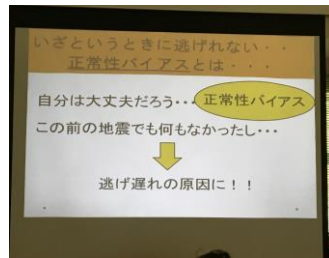 いざというときに逃げれない・・
正常性バイアスとは・・・
自分は大丈夫だろう・・・ 正常性バイアス
この前の地震でも何もなかったし・・・
逃げ遅れの原因に！！